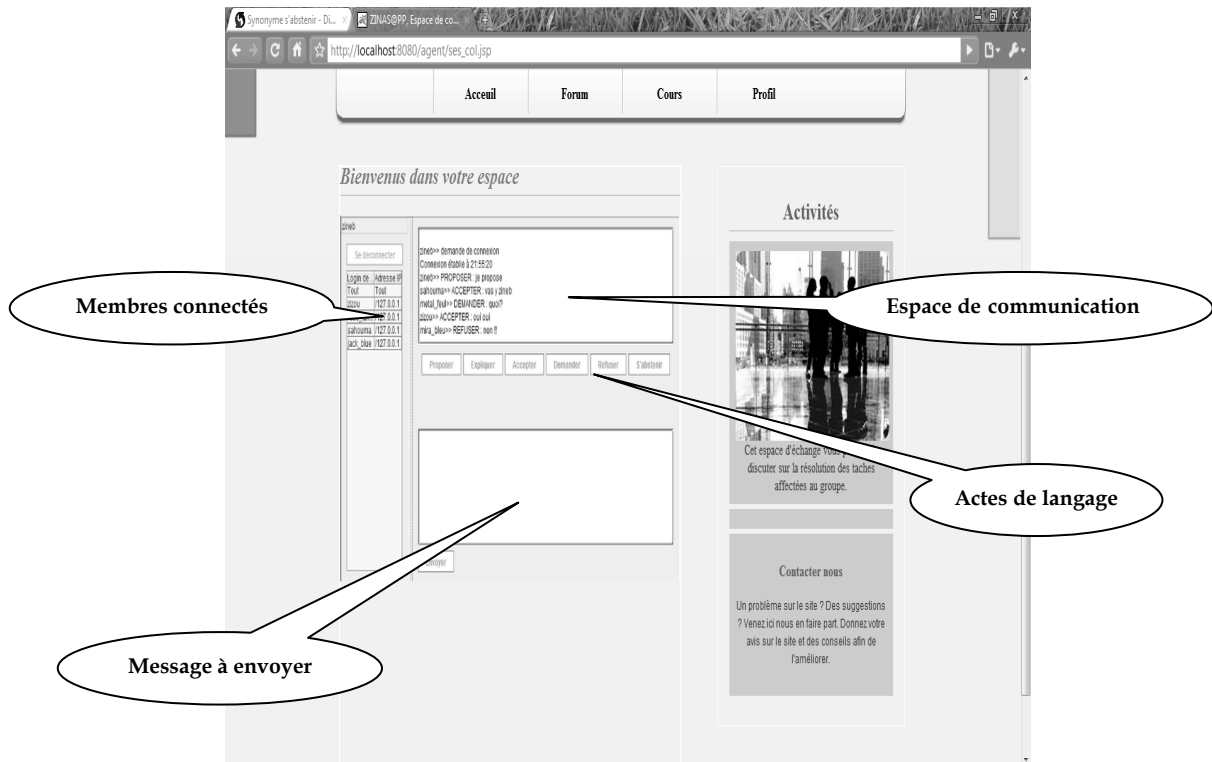 Synonyme s'abstenir - Di...
ZINAS@PP, Espace de co...
http://localhost:8080/agent/ses_col.jsp
Acceuil Forum Cours Profil
Bienvenus dans votre espace
zineb
Se deconnecter
Login de Adresse IP
Tout Tout
zizou /127.0.0.1
/127.0.0.1
sahouma /127.0.0.1
jack_blue /127.0.0.1
zineb>> demande de connexion
Connexion établie à 21:55:20
zineb>> PROPOSER : je propose
sahouma>> ACCEPTER: vas y zineb
metal_feul>> DEMANDER : quoi?
zizou>> ACCEPTER : oui oui
mira_bleu>> REFUSER : non !!
Proposer Expliquer Accepter Demander Refuser S'abstenir
Envoyer
Activités
Cet espace d'échange vous
discuter sur la résolution des taches
affectées au groupe.
Contacter nous
Un problème sur le site ? Des suggestions
? Venez ici nous en faire part. Donnez votre
avis sur le site et des conseils afin de
l'améliorer.
Membres connectés
Espace de communication
Actes de langage
Message à envoyer